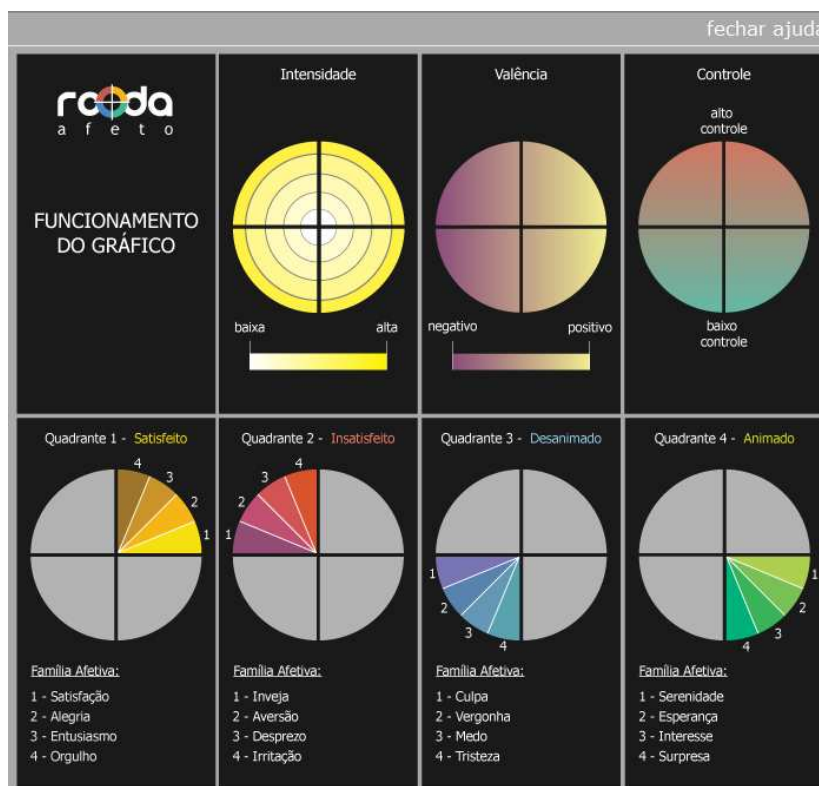 fechar ajuda
rooda
afeto
FUNCIONAMENTO
DO GRÁFICO
Intensidade
baixa alta
Valência
negativo positivo
Controle
alto
controle
baixo
controle
Quadrante 1 - Satisfeito
4
3
2
1
Família Afetiva:
1 - Satisfação
2 - Alegria
3 - Entusiasmo
4 - Orgulho
Quadrante 2 - Insatisfeito
4
3
2
1
Família Afetiva:
1 - Inveja
2 - Aversão
3 - Desprezo
4 - Irritação
Quadrante 3 - Desanimado
1
2
3
4
Família Afetiva:
1 - Culpa
2 - Vergonha
3 - Medo
4 - Tristeza
Quadrante 4 - Animado
1
2
3
4
Família Afetiva:
1 - Serenidade
2 - Esperança
3 - Interesse
4 - Surpresa